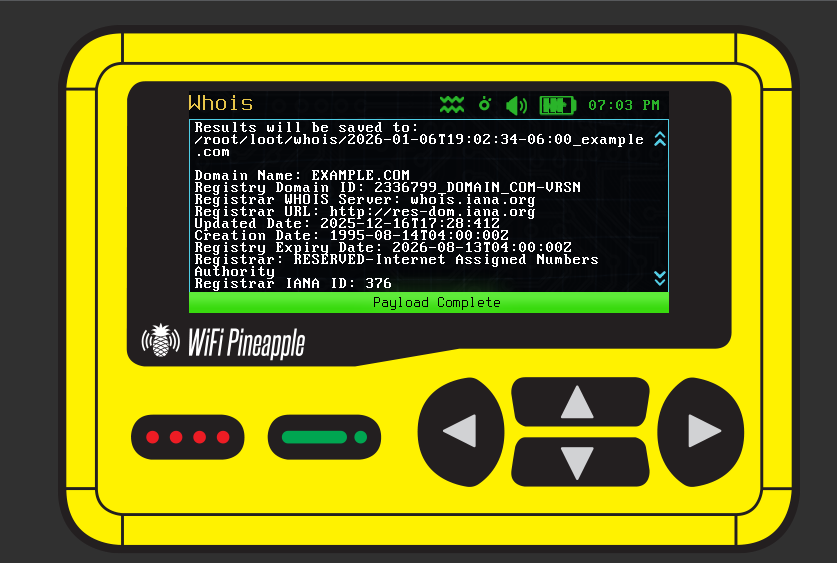 Whois
07:03 PM
Results will be saved to:
/root/loot/whois/2026-01-06T19:02:34-06:00_example
.com
Domain Name: EXAMPLE.COM
Registry Domain ID: 2336799_DOMAIN_COM-VRSN
Registrar WHOIS Server: whois.iana.org
Registrar URL: http://res-dom.iana.org
Updated Date: 2025-12-16T17:28:41Z
Creation Date: 1995-08-14T04:00:00Z
Registry Expiry Date: 2026-08-13T04:00:00Z
Registrar: RESERVED-Internet Assigned Numbers
Authority
Registrar IANA ID: 376
Payload Complete
WiFi Pineapple